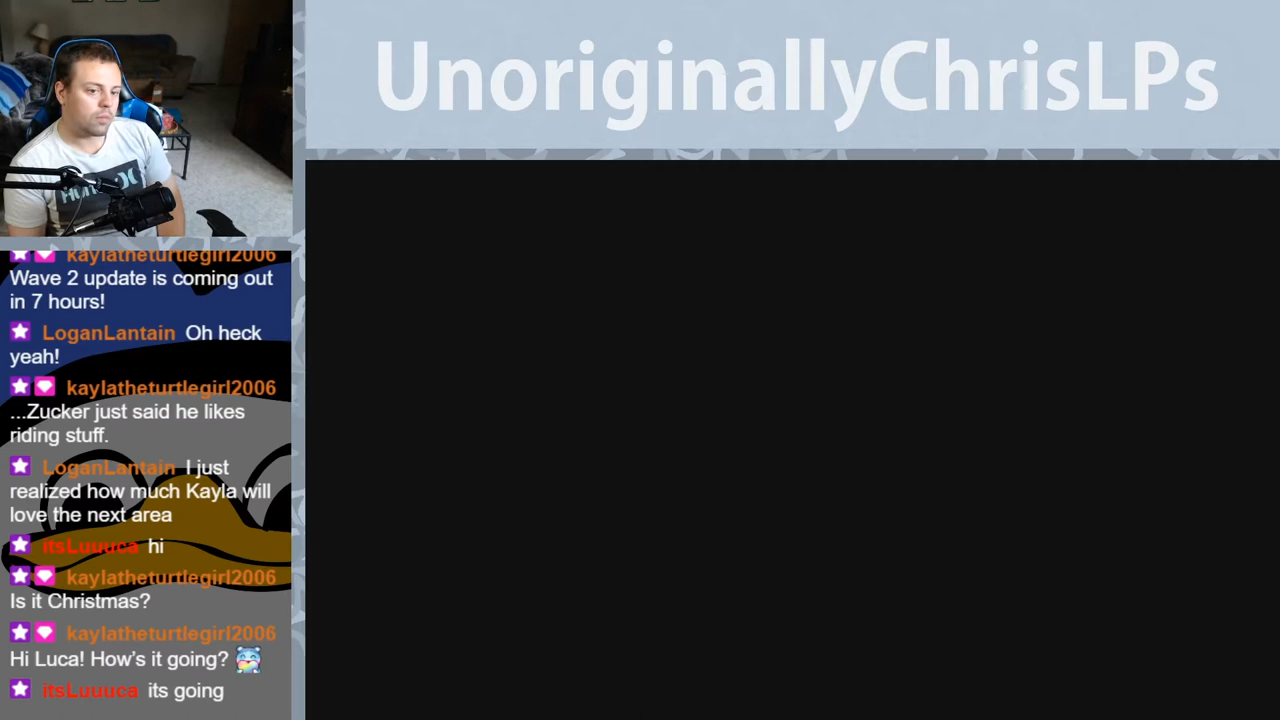 UnoriginallyChrisLPs
kaylatheturtlegirl2006
Wave 2 update is coming out
in 7 hours!
LoganLantain Oh heck
yeah!
kaylatheturtlegirl2006
...Zucker just said he likes
riding stuff.
LoganLantain I just
realized how much Kayla will
love the next area
itsLuuuca hi
kaylatheturtlegirl2006
Is it Christmas?
kaylatheturtlegirl2006
Hi Luca! How’s it going?
itsLuuuca its going